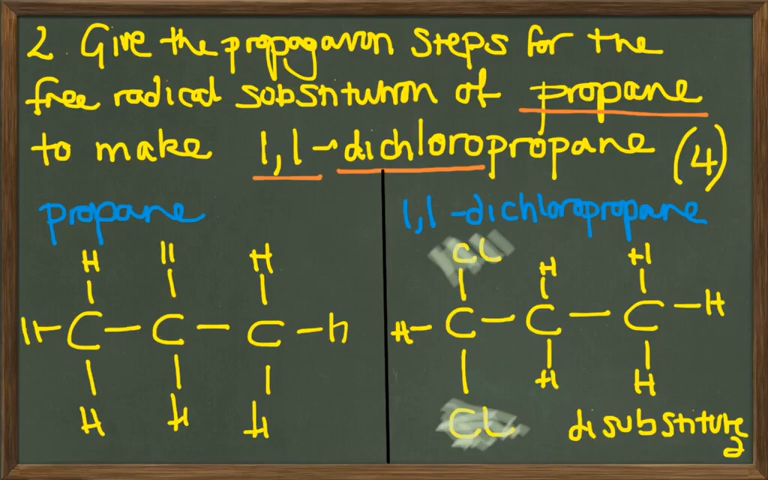 2. Give the propagation steps for the
free radical substitution of propane
to make 1,1-dichloropropane (4)
propane
H H H
H-C-C-C-H
H H H
1,1-dichloropropane
Cl H H
H-C-C-C-H
Cl H H
disubstitute
2